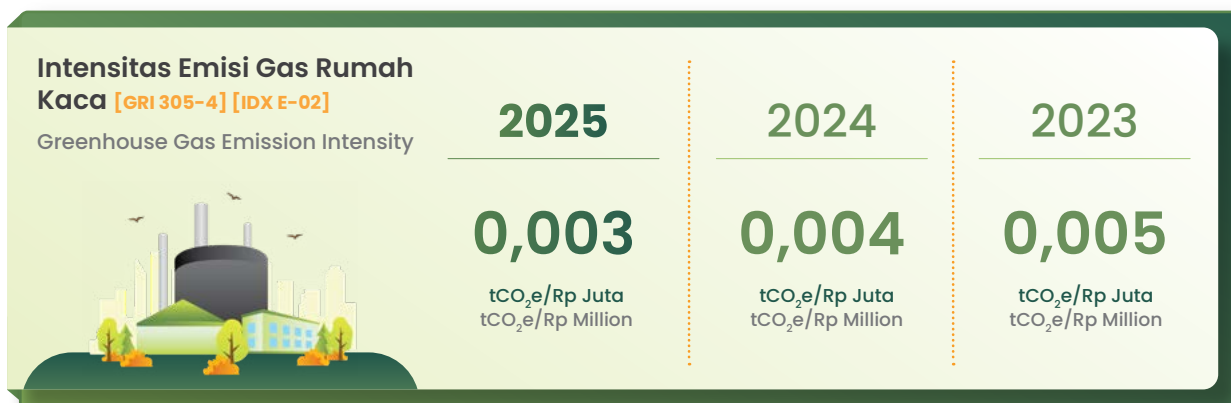 Intensitas Emisi Gas Rumah
Kaca [GRI 305-4] [IDX E-02]
Greenhouse Gas Emission Intensity
2025
0,003
tCO₂e/Rp Juta
tCO₂e/Rp Million
2024
0,004
tCO₂e/Rp Juta
tCO₂e/Rp Million
2023
0,005
tCO₂e/Rp Juta
tCO₂e/Rp Million